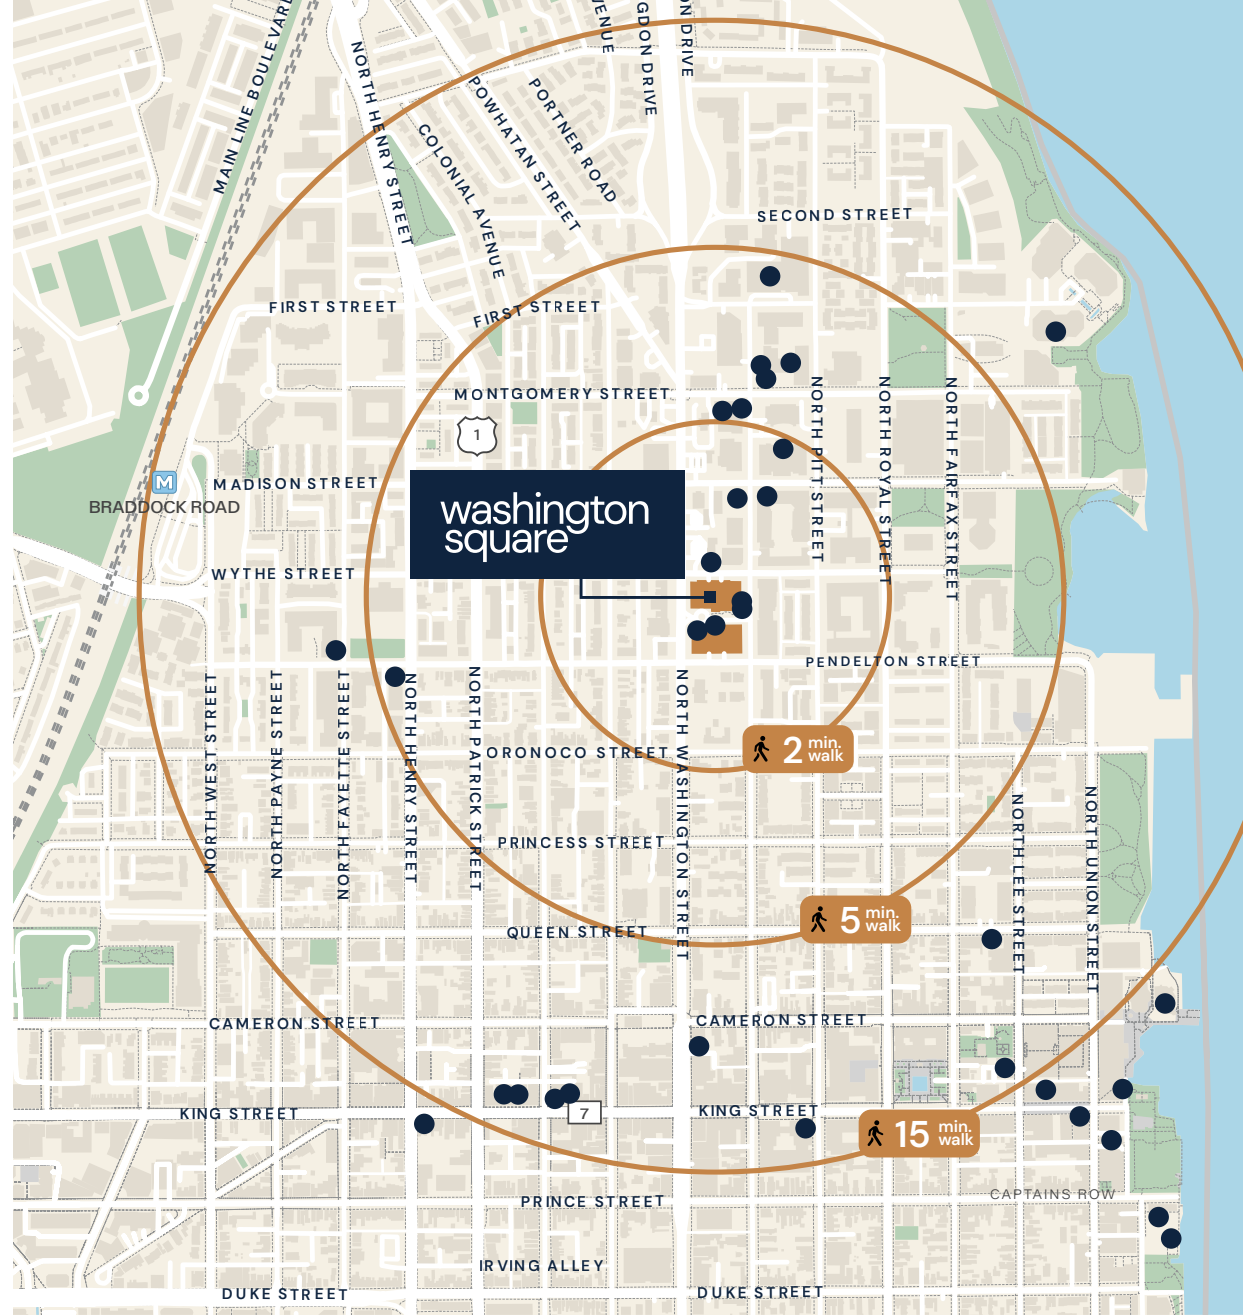 MAIN LINE BOULEVARD
NORTH HENRY STREET
POWHATAN STREET
PORTNER ROAD
COLONIAL AVENUE
SECOND STREET
FIRST STREET
FIRST STREET
MONTGOMERY STREET
1
M
BRADDOCK ROAD
MADISON STREET
washington
square
NORTH PITT STREET
NORTH ROYAL STREET
NORTH FAIRFAX STREET
WYTHE STREET
PENDELTON STREET
NORTH WEST STREET
NORTH PAYNE STREET
NORTH FAYETTE STREET
NORTH HENRY STREET
NORTH PATRICK STREET
NORTH WASHINGTON STREET
ORONOCO STREET
2 min.
walk
PRINCESS STREET
NORTH LEE STREET
NORTH UNION STREET
5 min.
walk
QUEEN STREET
CAMERON STREET
CAMERON STREET
KING STREET
7
KING STREET
15 min.
walk
PRINCE STREET
CAPTAINS ROW
IRVING ALLEY
DUKE STREET
DUKE STREET